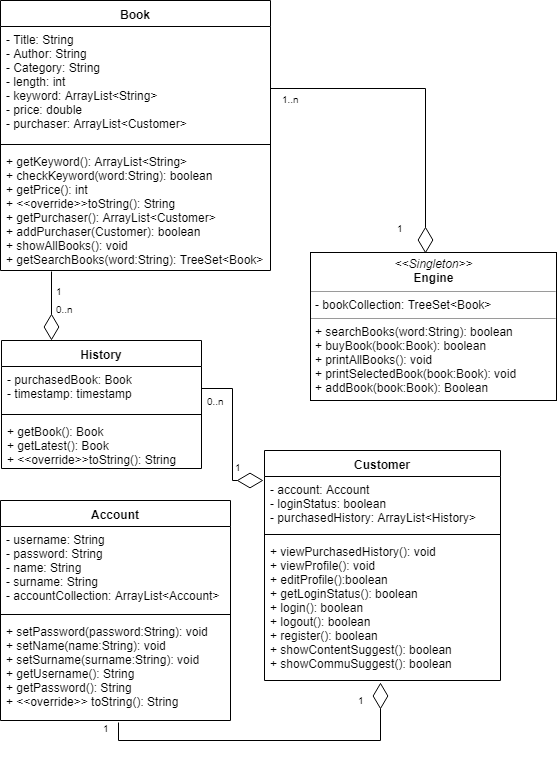 Book
- Title: String
- Author: String
- Category: String
- length: int
- keyword: ArrayList<String>
- price: double
- purchaser: ArrayList<Customer>
+ getKeyword(): ArrayList<String>
+ checkKeyword(word:String): boolean
+ getPrice(): int
+ <<override>>toString(): String
+ getPurchaser(): ArrayList<Customer>
+ addPurchaser(Customer): boolean
+ showAllBooks(): void
+ getSearchBooks(word:String): TreeSet<Book>
1..n
1
<<Singleton>>
Engine
- bookCollection: TreeSet<Book>
+ searchBooks(word:String): boolean
+ buyBook(book:Book): boolean
+ printAllBooks(): void
+ printSelectedBook(book:Book): void
+ addBook(book:Book): Boolean
1
0..n
History
- purchasedBook: Book
- timestamp: timestamp
+ getBook(): Book
+ getLatest(): Book
+ <<override>>toString(): String
0..n
1
Customer
- account: Account
- loginStatus: boolean
- purchasedHistory: ArrayList<History>
+ viewPurchasedHistory(): void
+ viewProfile(): void
+ editProfile():boolean
+ getLoginStatus(): boolean
+ login(): boolean
+ logout(): boolean
+ register(): boolean
+ showContentSuggest(): boolean
+ showCommuSuggest(): boolean
Account
- username: String
- password: String
- name: String
- surname: String
- accountCollection: ArrayList<Account>
+ setPassword(password:String): void
+ setName(name:String): void
+ setSurname(surname:String): void
+ getUsername(): String
+ getPassword(): String
+ <<override>> toString(): String
1
1